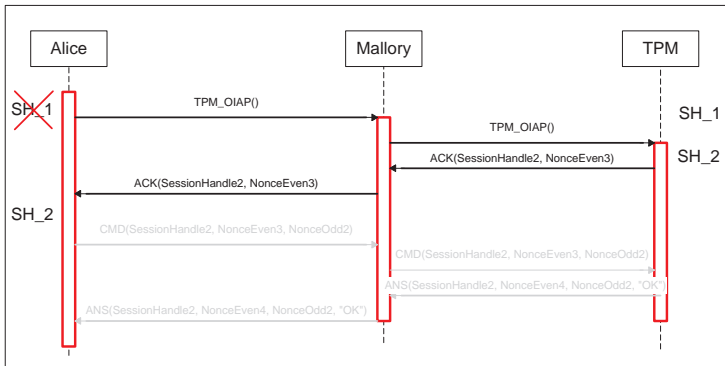 Alice
Mallory
TPM
SH_1
TPM_OIAP()
SH_1
TPM_OIAP()
SH_2
ACK(SessionHandle2, NonceEven3)
ACK(SessionHandle2, NonceEven3)
SH_2
CMD(SessionHandle2, NonceEven3, NonceOdd2)
CMD(SessionHandle2, NonceEven3, NonceOdd2)
ANS(SessionHandle2, NonceEven4, NonceOdd2, "OK")
ANS(SessionHandle2, NonceEven4, NonceOdd2, "OK")